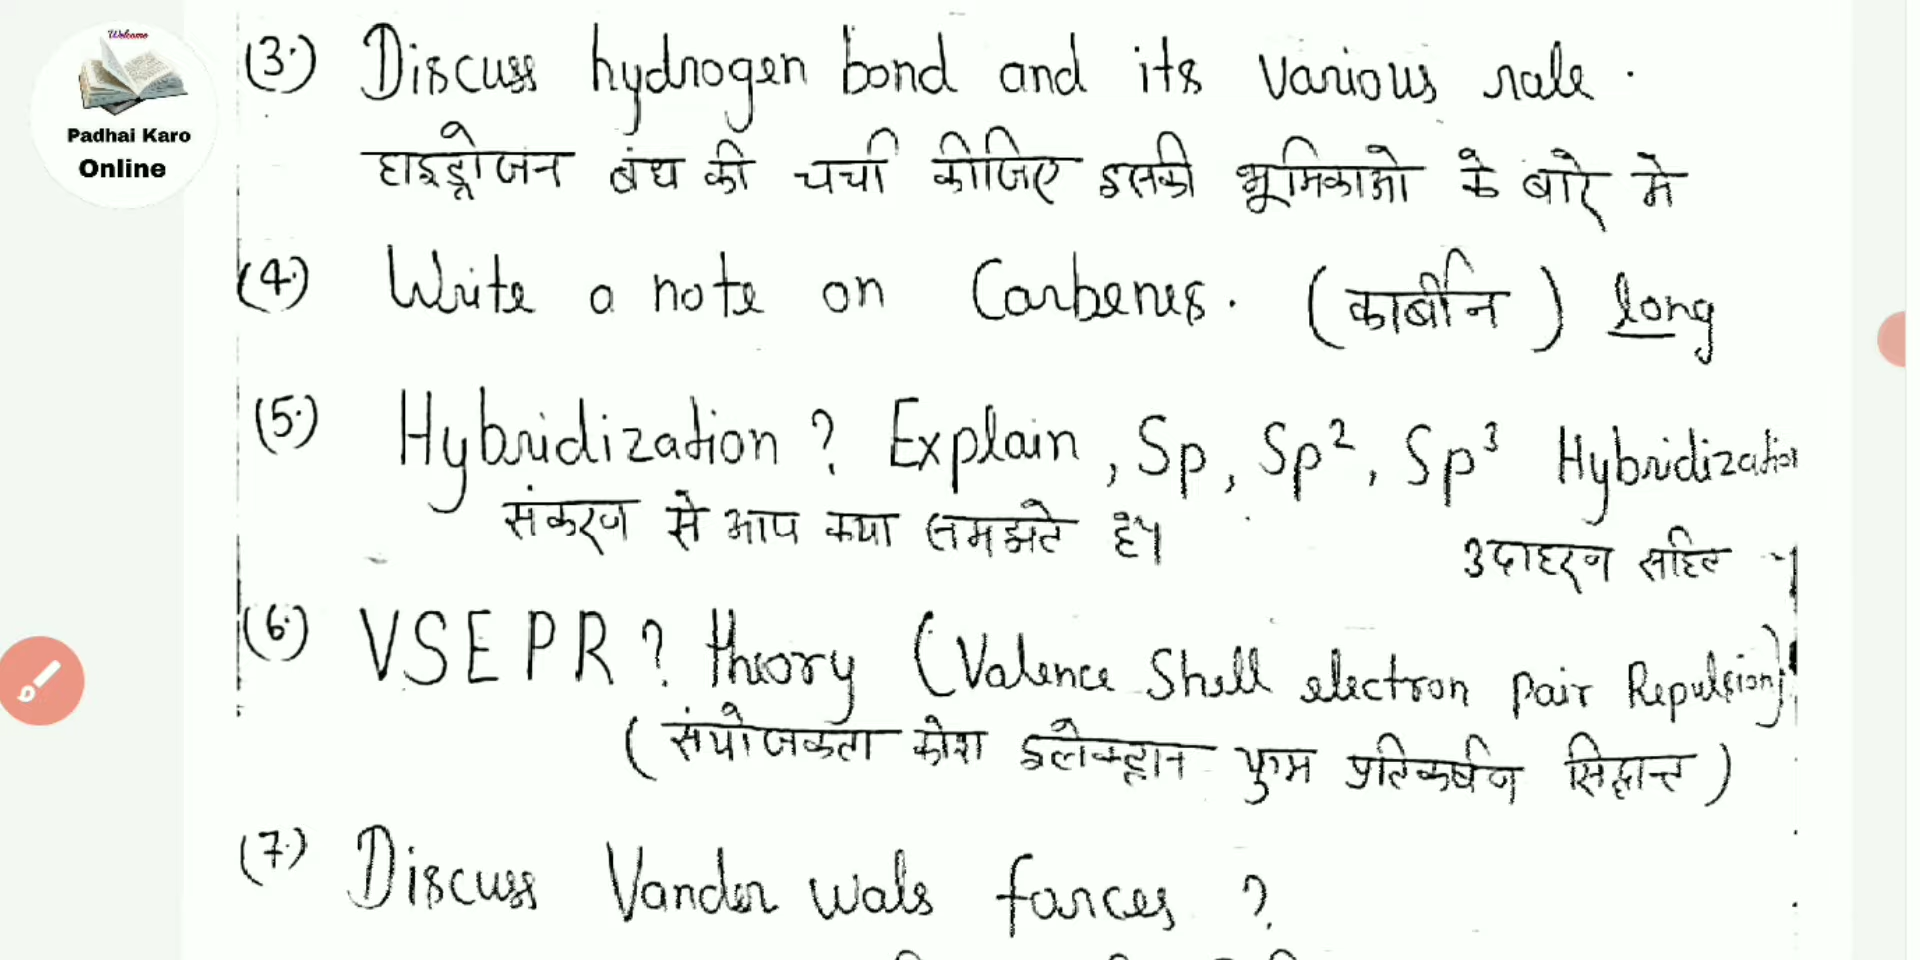 Welcome
Padhai Karo
Online
(3.) Discuss hydrogen bond and its various role.
हाइड्रोजन बंध की चर्चा कीजिए इसकी भूमिकाओ के बारे मे
(4.) Write a note on Carbenes. (कार्बीन) long
(5.) Hybridization ? Explain, Sp, Sp², Sp³ Hybridization
संकरण से आप क्या समझते है।
उदाहरण सहित
(6.) VSEPR ? theory (Valence Shell electron Pair Repulsion)
(संयोजकता कोश इलेक्ट्रान युग्म प्रतिकर्षण सिद्धान्त)
(7.) Discuss Vander wals forces ?